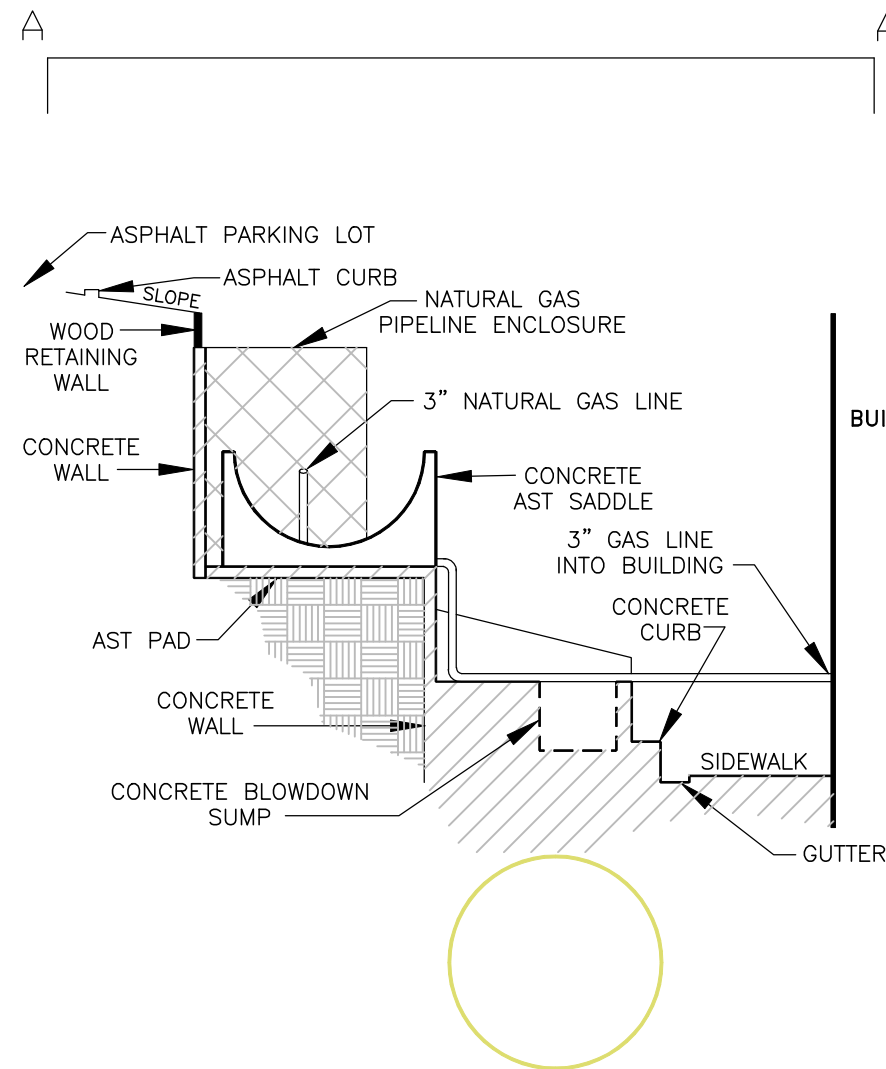 A
ASPHALT PARKING LOT
ASPHALT CURB
SLOPE
NATURAL GAS
PIPELINE ENCLOSURE
WOOD
RETAINING
WALL
3” NATURAL GAS LINE
BUI
CONCRETE
WALL
CONCRETE
AST SADDLE
3” GAS LINE
INTO BUILDING
CONCRETE
CURB
AST PAD
CONCRETE
WALL
SIDEWALK
CONCRETE BLOWDOWN
SUMP
GUTTER